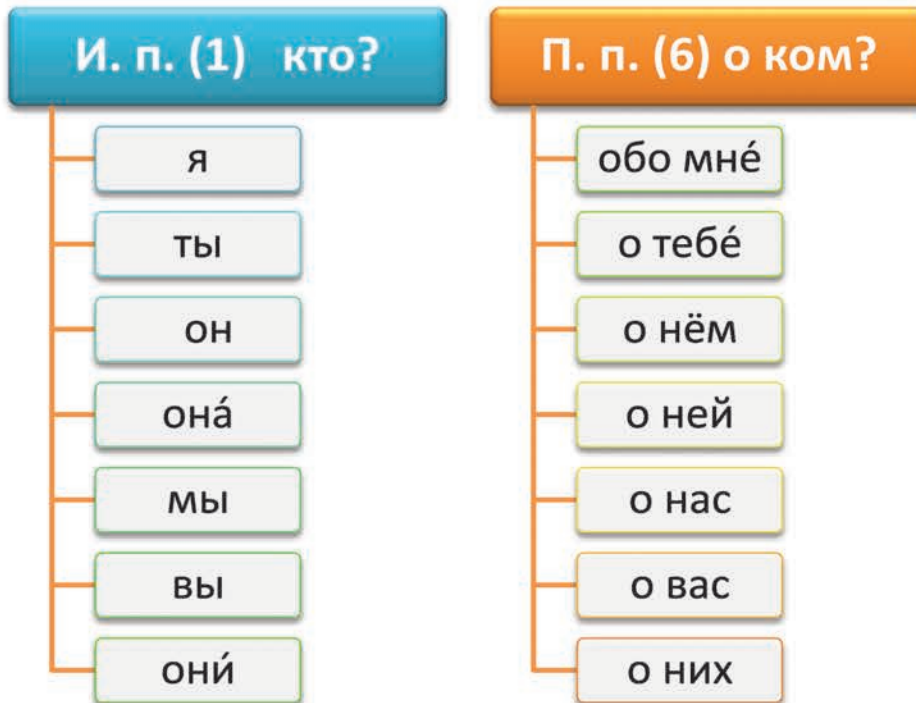 И. п. (1) кто?
я
ты
он
она́
мы
вы
они́
П. п. (6) о ком?
обо мне́
о тебе́
о нём
о ней
о нас
о вас
о них